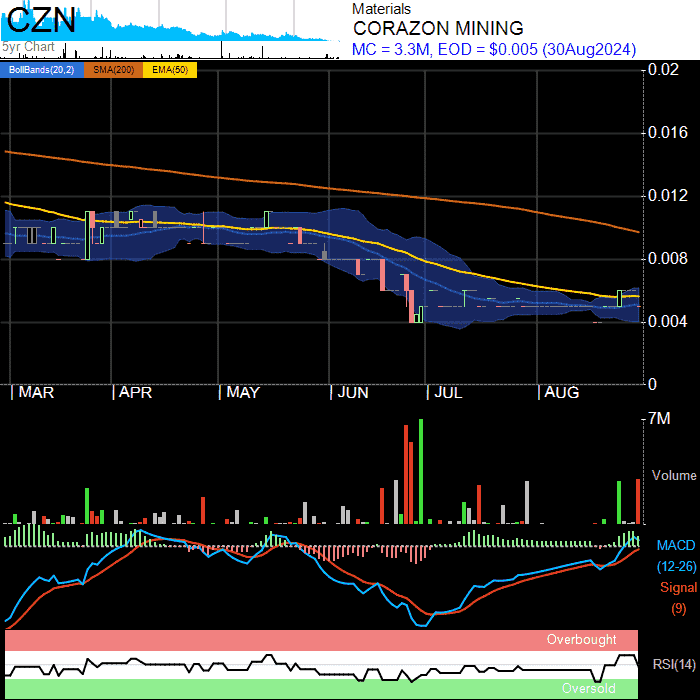 CZN
5yr Chart
Materials
CORAZON MINING
MC = 3.3M, EOD = $0.005 (30Aug2024)
BollBands(20,2) SMA(200) EMA(50)
0.02
0.016
0.012
0.008
0.004
0
MAR APR MAY JUN JUL AUG
7M
Volume
MACD
(12-26)
Signal
(9)
Overbought
RSI(14)
Oversold